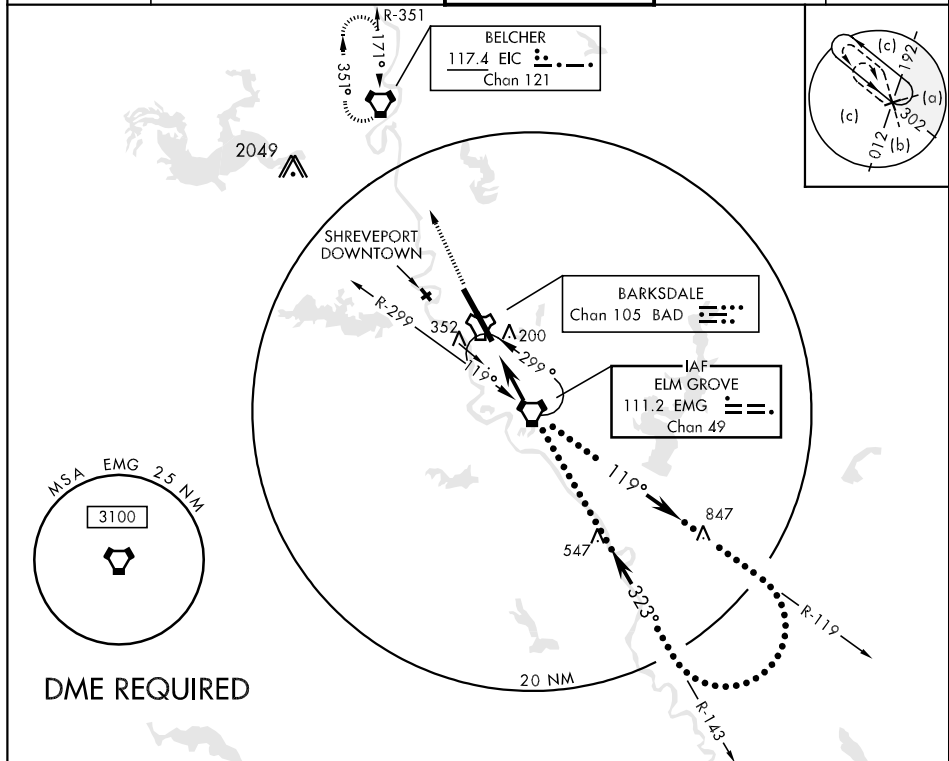 R-351
171°
351°
BELCHER
117.4 EIC
Chan 121
(c)
192
(a)
(c)
302
012
(b)
2049
SHREVEPORT
DOWNTOWN
R-299
352
200
119°
299°
BARKSDALE
Chan 105 BAD
IAF
ELM GROVE
111.2 EMG
Chan 49
MSA EMG 25 NM
3100
119°
847
547
323°
R-119
20 NM
R-143
DME REQUIRED